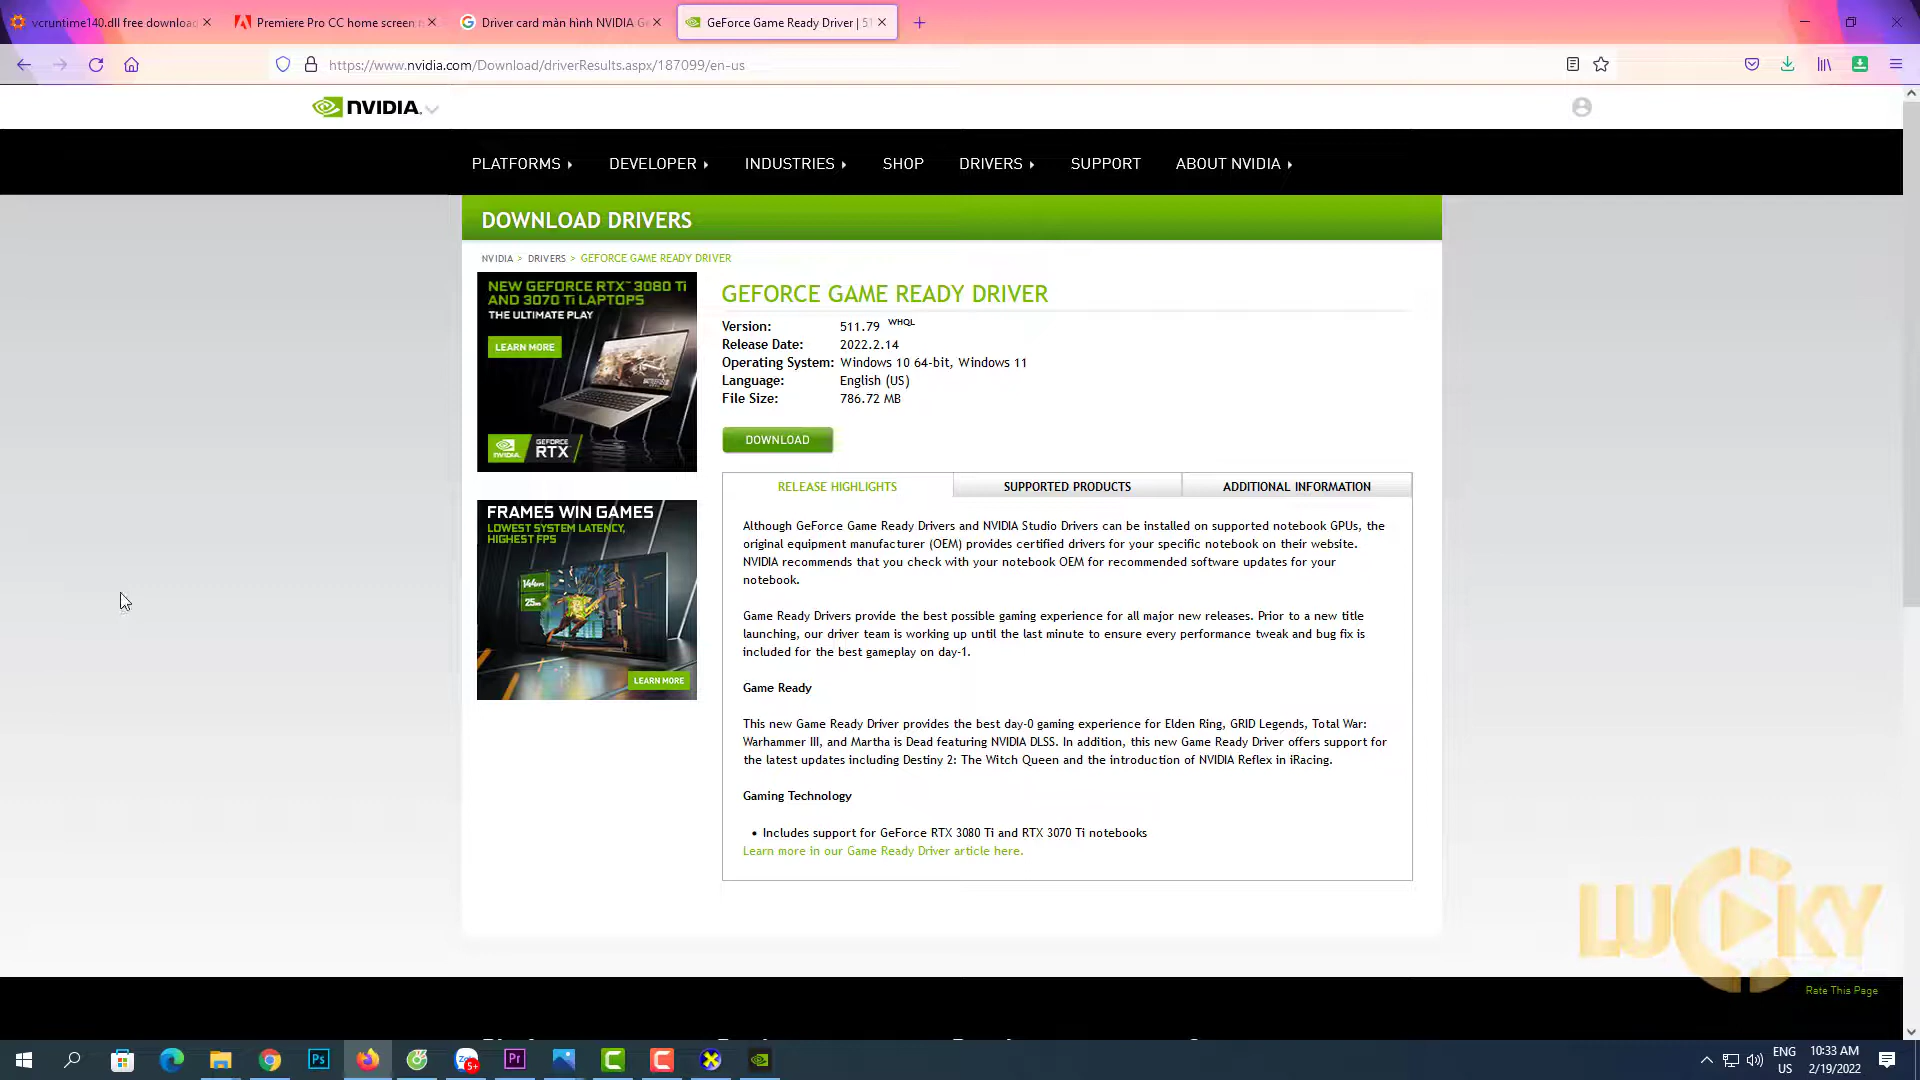 vcruntime140.dll free download
Premiere Pro CC home screen
Driver card màn hình NVIDIA G
GeForce Game Ready Driver | 51
https://www.nvidia.com/Download/driverResults.aspx/187099/en-us
NVIDIA.
PLATFORMS DEVELOPER INDUSTRIES SHOP DRIVERS SUPPORT ABOUT NVIDIA
DOWNLOAD DRIVERS
NVIDIA > DRIVERS > GEFORCE GAME READY DRIVER
NEW GEFORCE RTX™ 3080 Ti
AND 3070 Ti LAPTOPS
THE ULTIMATE PLAY
LEARN MORE
NVIDIA.
GEFORCE
RTX
FRAMES WIN GAMES
LOWEST SYSTEM LATENCY,
HIGHEST FPS
LEARN MORE
GEFORCE GAME READY DRIVER
Version: 511.79 WHQL
Release Date: 2022.2.14
Operating System: Windows 10 64-bit, Windows 11
Language: English (US)
File Size: 786.72 MB
DOWNLOAD
RELEASE HIGHLIGHTS SUPPORTED PRODUCTS ADDITIONAL INFORMATION
Although GeForce Game Ready Drivers and NVIDIA Studio Drivers can be installed on supported notebook GPUs, the
original equipment manufacturer (OEM) provides certified drivers for your specific notebook on their website.
NVIDIA recommends that you check with your notebook OEM for recommended software updates for your
notebook.
Game Ready Drivers provide the best possible gaming experience for all major new releases. Prior to a new title
launching, our driver team is working up until the last minute to ensure every performance tweak and bug fix is
included for the best gameplay on day-1.
Game Ready
This new Game Ready Driver provides the best day-0 gaming experience for Elden Ring, GRID Legends, Total War:
Warhammer III, and Martha is Dead featuring NVIDIA DLSS. In addition, this new Game Ready Driver offers support for
the latest updates including Destiny 2: The Witch Queen and the introduction of NVIDIA Reflex in iRacing.
Gaming Technology
• Includes support for GeForce RTX 3080 Ti and RTX 3070 Ti notebooks
Learn more in our Game Ready Driver article here.
LUCKY
Rate This Page
Ps
Pr
5+
ENG
US
10:33 AM
2/19/2022